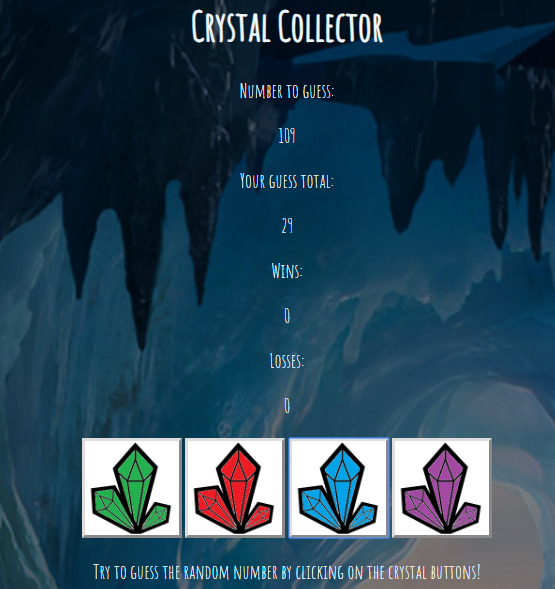 Crystal Collector
Number to guess:
109
Your guess total:
29
Wins:
0
Losses:
0
Try to guess the random number by clicking on the crystal buttons!